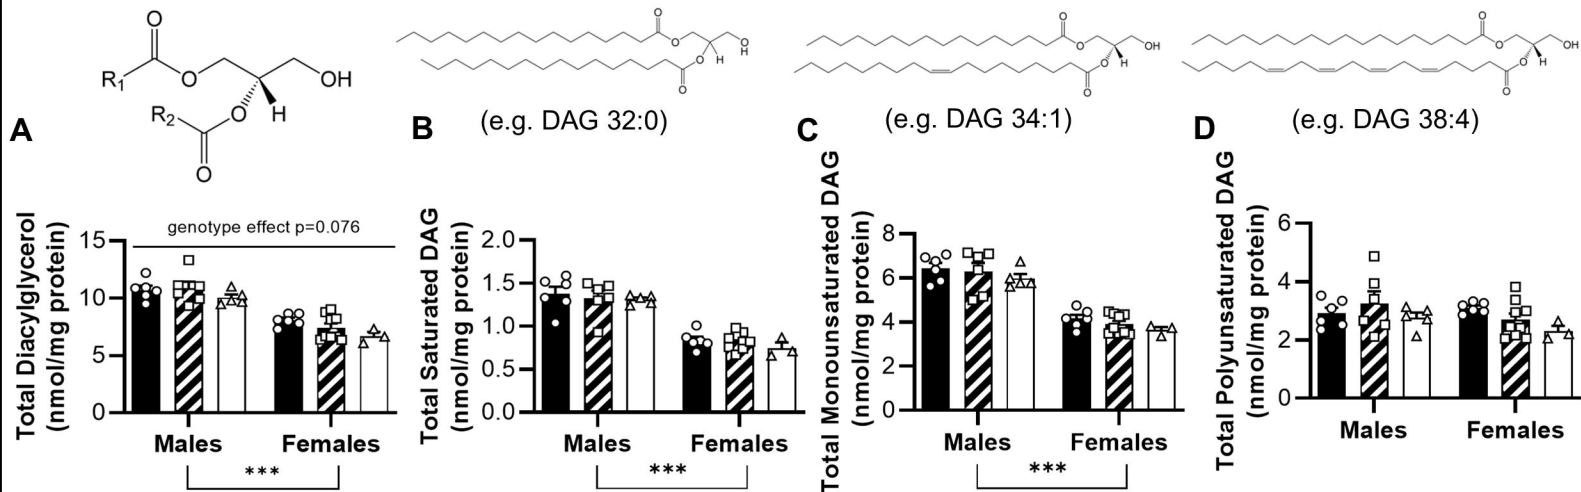 O
R₁
O
OH
R₂
O
H
O
A
O
O
O
H
O
H
O
B
(e.g. DAG 32:0)
O
O
OH
O
H
O
C
(e.g. DAG 34:1)
O
O
OH
O
H
O
D
(e.g. DAG 38:4)
Total Diacylglycerol
(nmol/mg protein)
genotype effect p=0.076
15
10
5
0
Males
Females
***
Total Saturated DAG
(nmol/mg protein)
2.0
1.5
1.0
0.5
0.0
Males
Females
***
Total Monounsaturated DAG
(nmol/mg protein)
8
6
4
2
0
Males
Females
***
Total Polyunsaturated DAG
(nmol/mg protein)
6
4
2
0
Males
Females